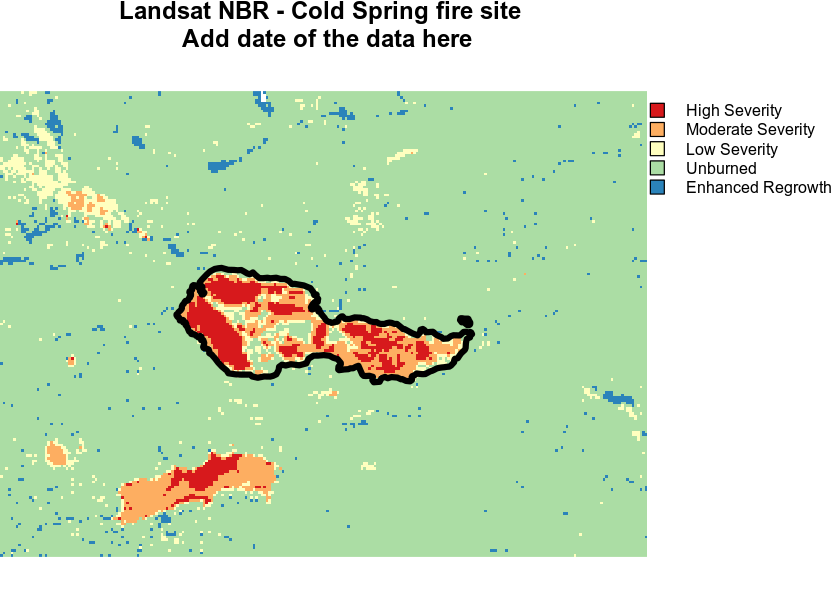 Landsat NBR - Cold Spring fire site
Add date of the data here
High Severity
Moderate Severity
Low Severity
Unburned
Enhanced Regrowth